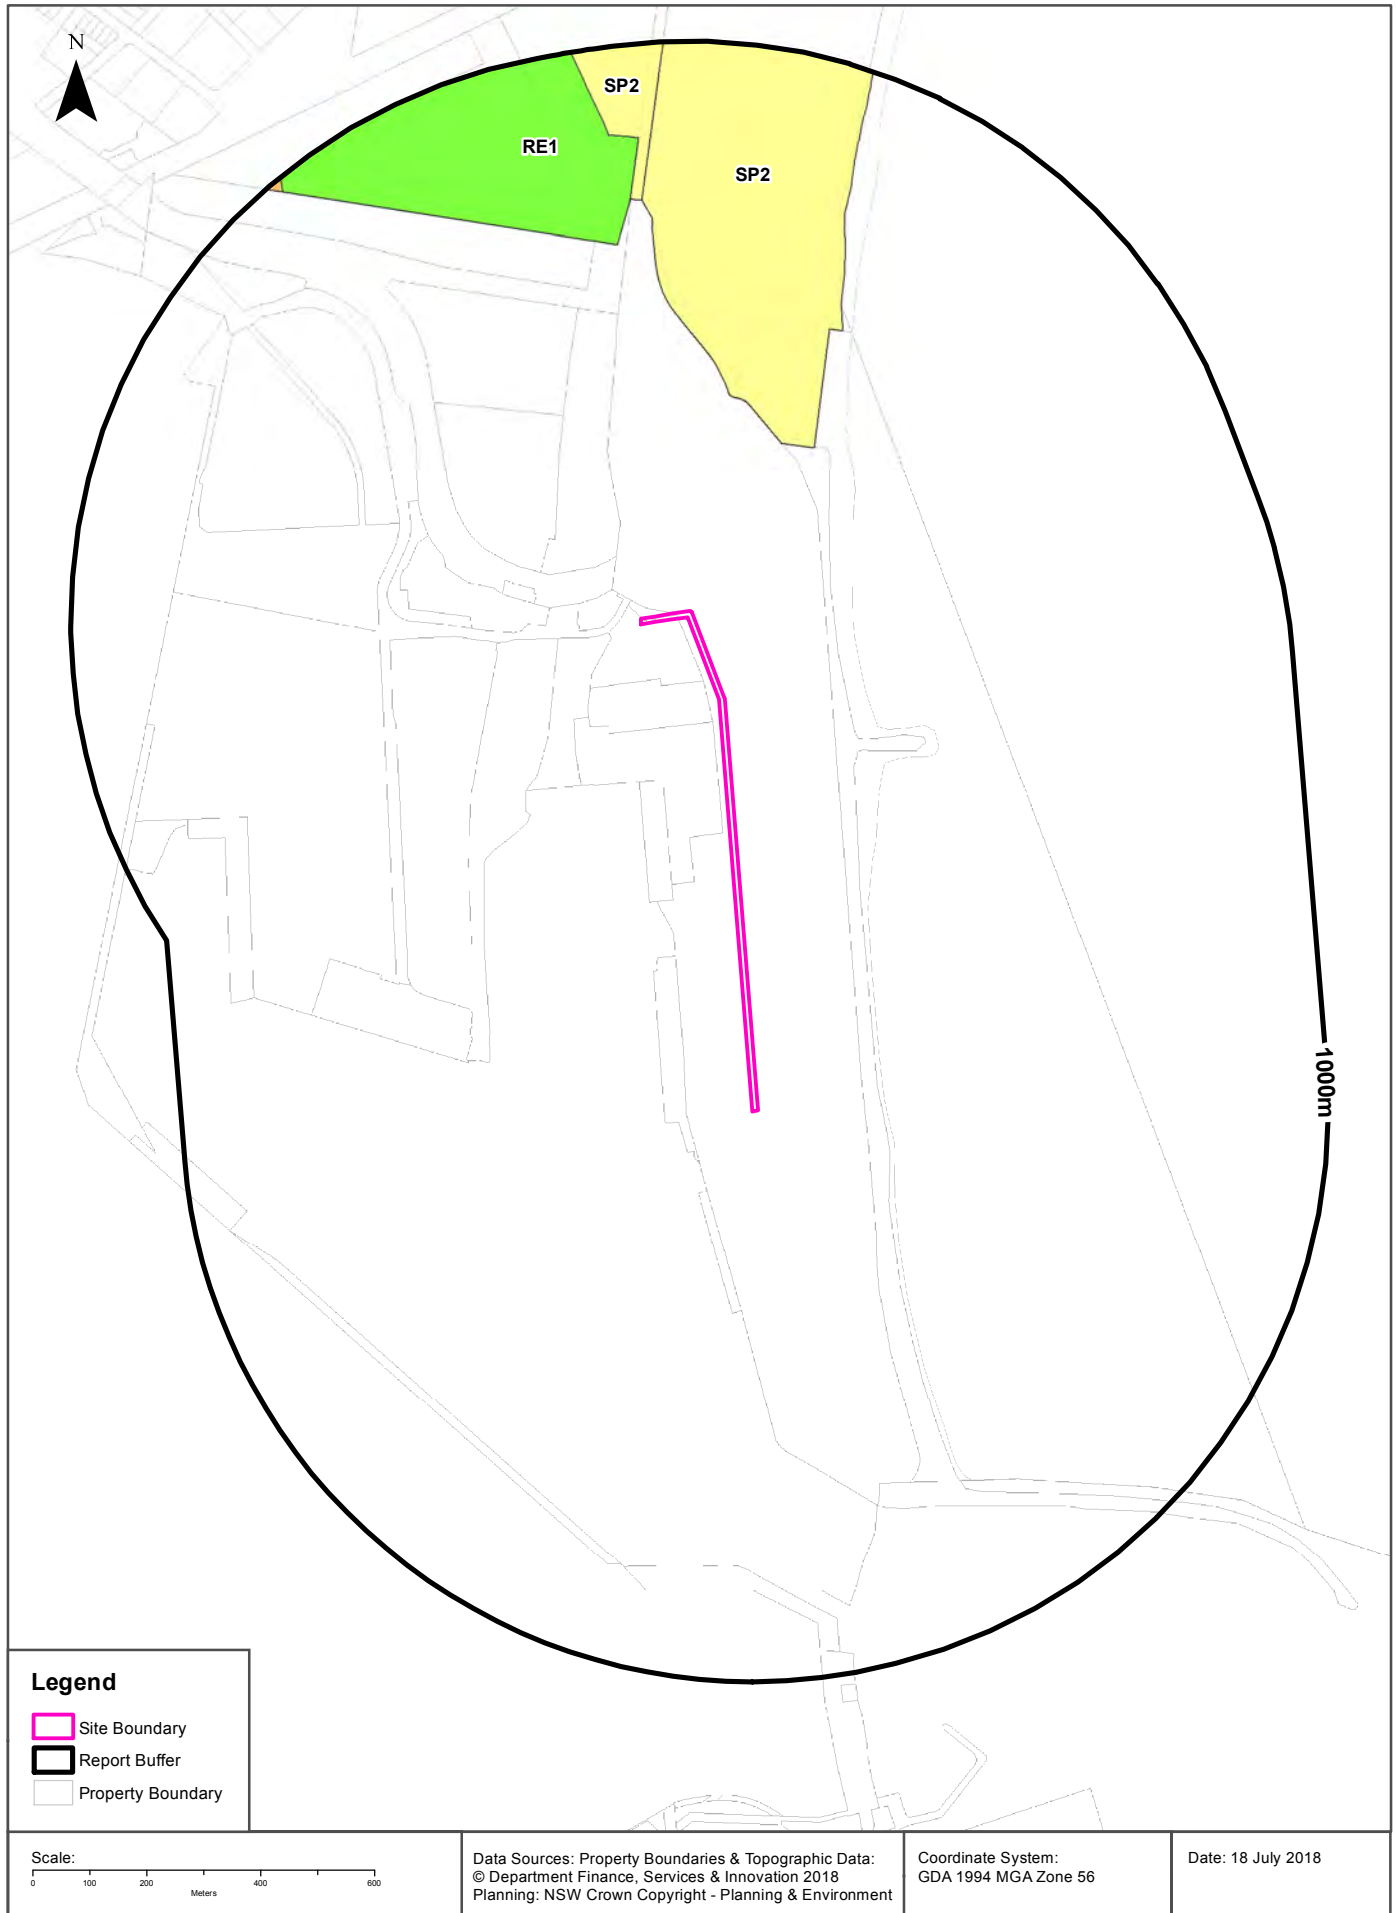 N
SP2
RE1
SP2
1000m
Legend
Site Boundary
Report Buffer
Property Boundary
Scale:
0 100 200 400 600
Meters
Data Sources: Property Boundaries & Topographic Data:
© Department Finance, Services & Innovation 2018
Planning: NSW Crown Copyright - Planning & Environment
Coordinate System:
GDA 1994 MGA Zone 56
Date: 18 July 2018